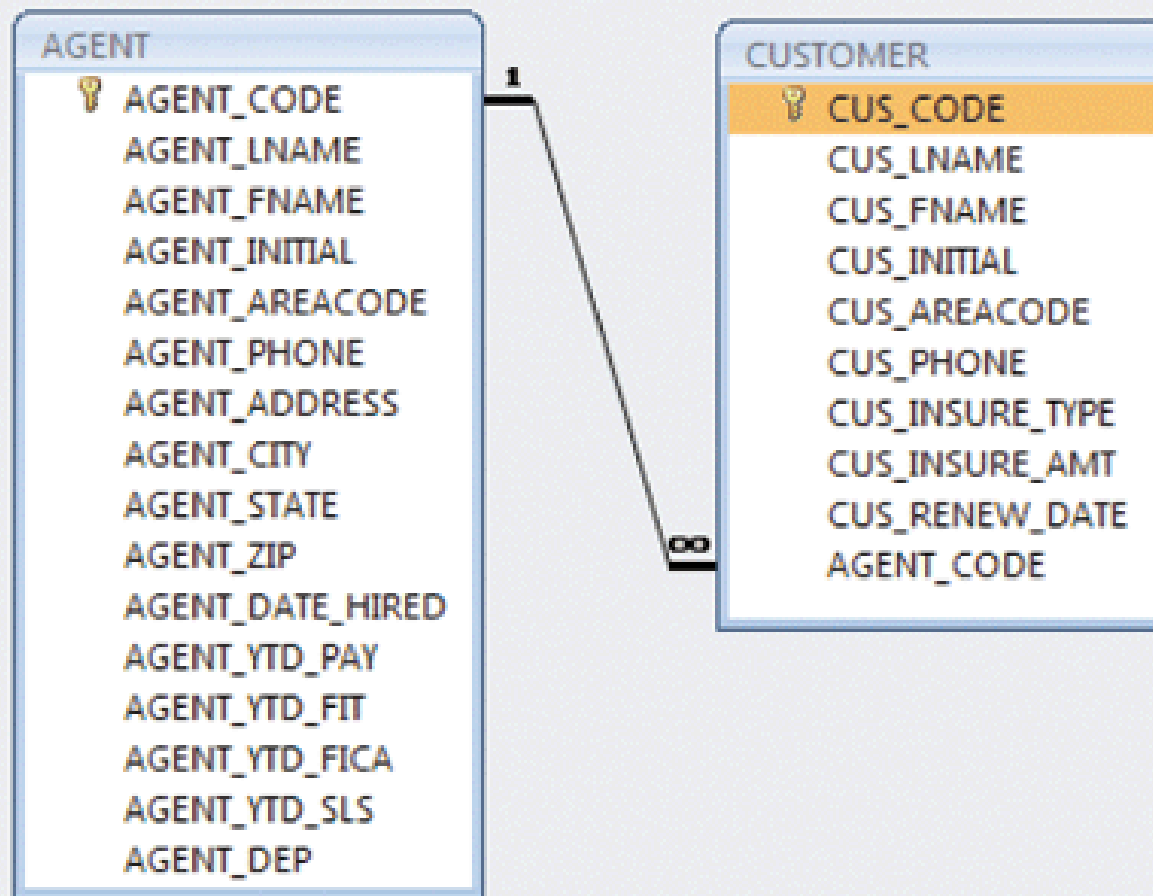 AGENT
AGENT_CODE
AGENT_LNAME
AGENT_FNAME
AGENT_INITIAL
AGENT_AREACODE
AGENT_PHONE
AGENT_ADDRESS
AGENT_CITY
AGENT_STATE
AGENT_ZIP
AGENT_DATE_HIRED
AGENT_YTD_PAY
AGENT_YTD_FIT
AGENT_YTD_FICA
AGENT_YTD_SLS
AGENT_DEP
1
∞
CUSTOMER
CUS_CODE
CUS_LNAME
CUS_FNAME
CUS_INITIAL
CUS_AREACODE
CUS_PHONE
CUS_INSURE_TYPE
CUS_INSURE_AMT
CUS_RENEW_DATE
AGENT_CODE